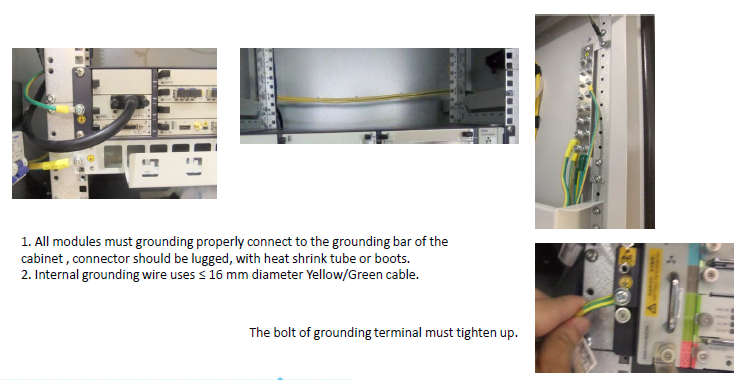 1. All modules must grounding properly connect to the grounding bar of the
cabinet , connector should be lugged, with heat shrink tube or boots.
2. Internal grounding wire uses ≤ 16 mm diameter Yellow/Green cable.
The bolt of grounding terminal must tighten up.